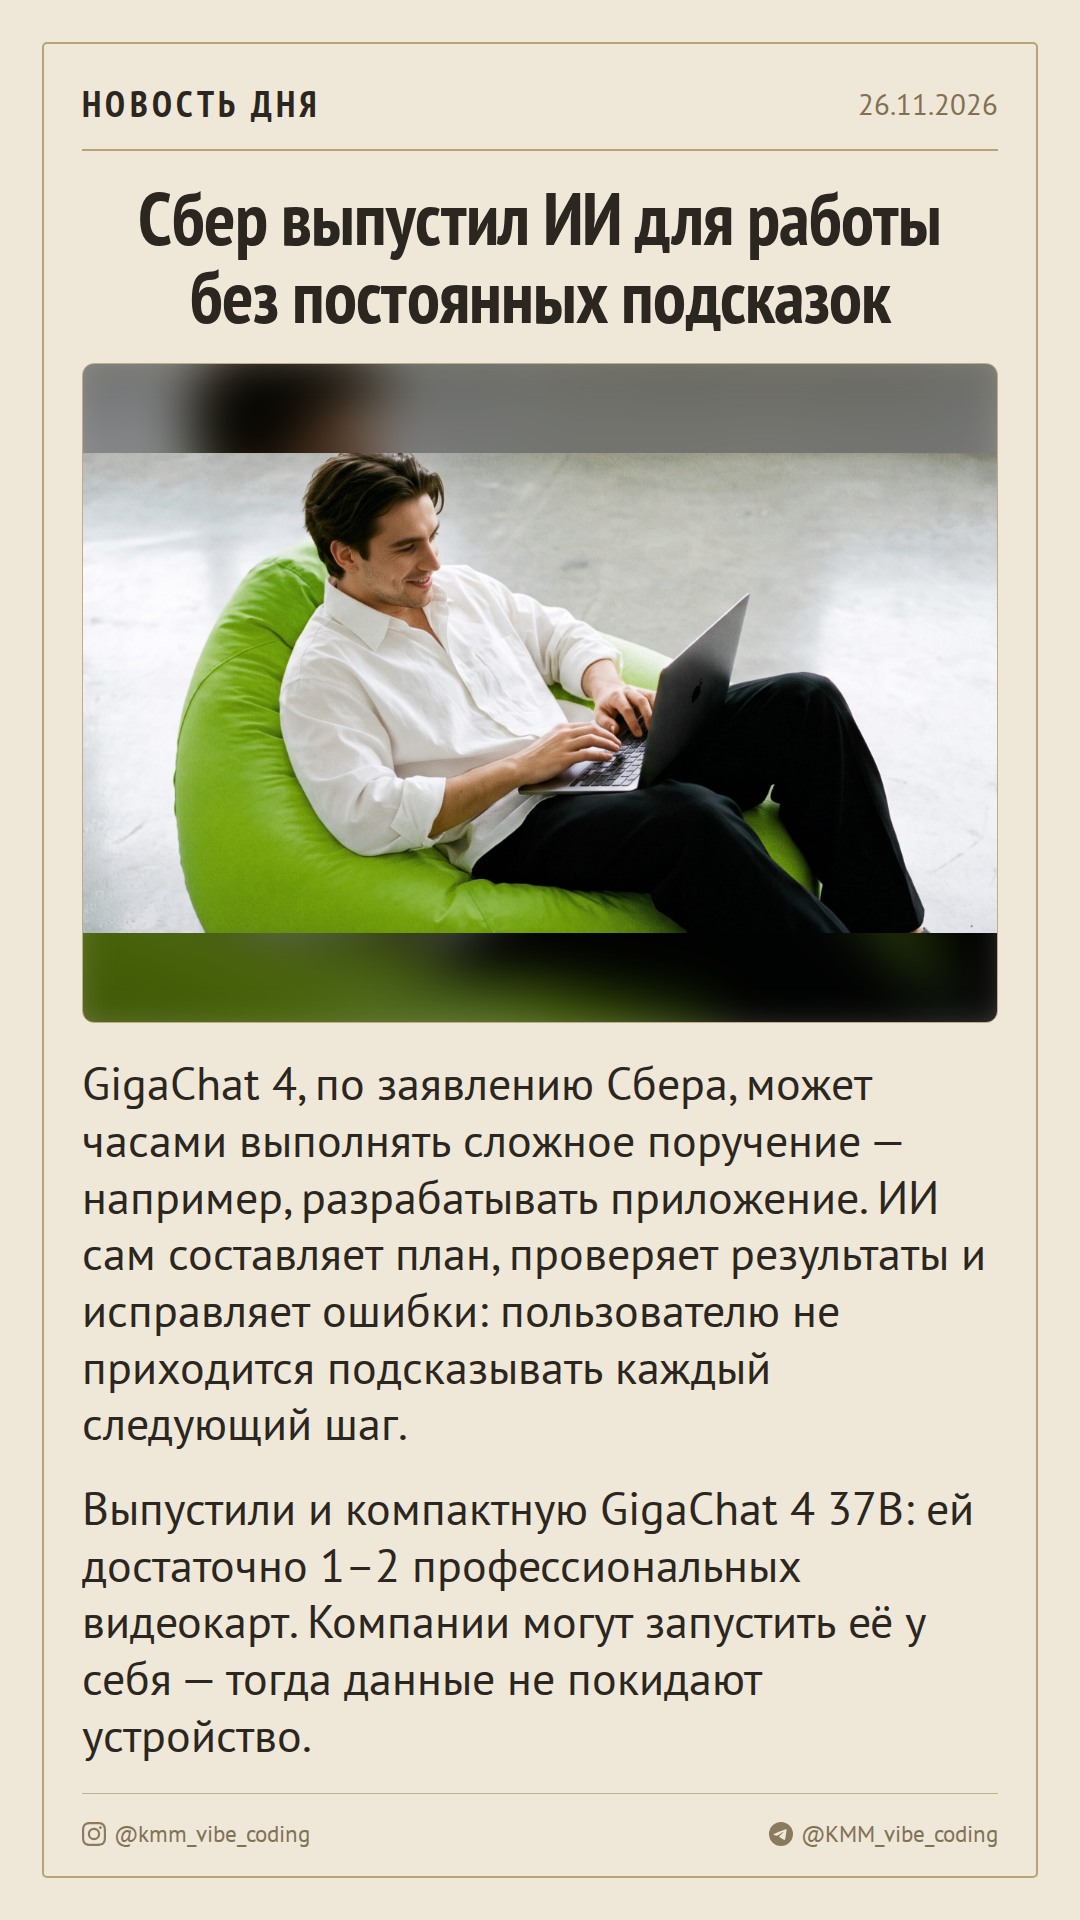 НОВОСТЬ ДНЯ
26.11.2026
Сбер выпустил ИИ для работы
без постоянных подсказок
GigaChat 4, по заявлению Сбера, может
часами выполнять сложное поручение —
например, разрабатывать приложение. ИИ
сам составляет план, проверяет результаты и
исправляет ошибки: пользователю не
приходится подсказывать каждый
следующий шаг.
Выпустили и компактную GigaChat 4 37B: ей
достаточно 1–2 профессиональных
видеокарт. Компании могут запустить её у
себя — тогда данные не покидают
устройство.
@kmm_vibe_coding
@KMM_vibe_coding